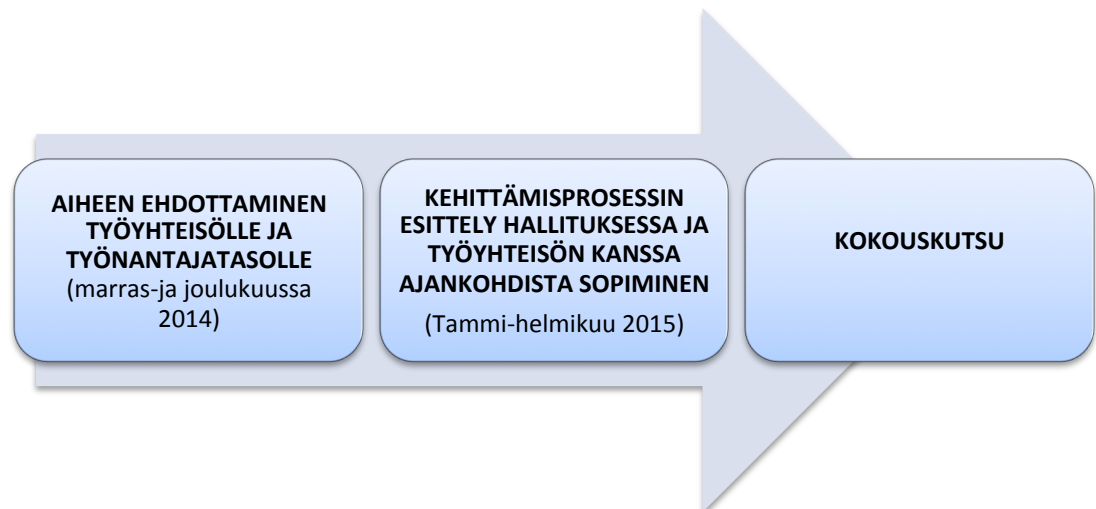 AIHEEN EHDOTTAMINEN
TYÖYHTEISÖLLE JA
TYÖNANTAJATASOLLE
(marras-ja joulukuussa
2014)
KEHITTÄMISPROSESSIN
ESITTELY HALLITUKSESSA JA
TYÖYHTEISÖN KANSSA
AJANKOHDISTA SOPIMINEN
(Tammi-helmikuu 2015)
KOKOUSKUTSU